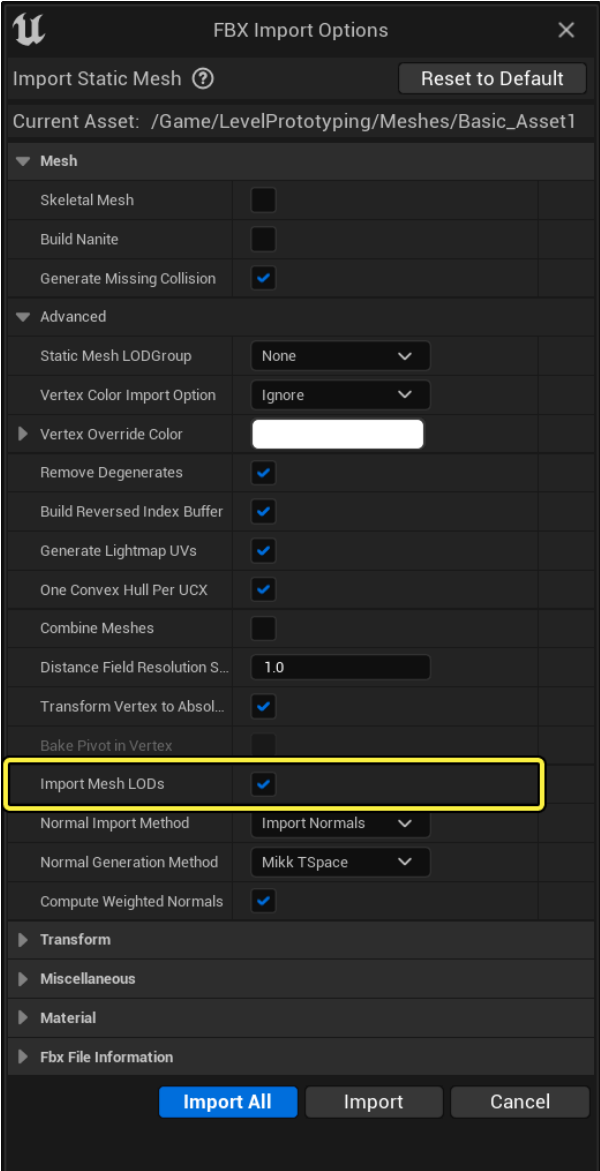 FBX Import Options
Import Static Mesh ? Reset to Default
Current Asset: /Game/LevelPrototyping/Meshes/Basic_Asset1
Mesh
Skeletal Mesh
Build Nanite
Generate Missing Collision
Advanced
Static Mesh LODGroup None
Vertex Color Import Option Ignore
Vertex Override Color
Remove Degenerates
Build Reversed Index Buffer
Generate Lightmap UVs
One Convex Hull Per UCX
Combine Meshes
Distance Field Resolution S... 1.0
Transform Vertex to Absol...
Bake Pivot in Vertex
Import Mesh LODs
Normal Import Method Import Normals
Normal Generation Method Mikk TSpace
Compute Weighted Normals
Transform
Miscellaneous
Material
Fbx File Information
Import All Import Cancel